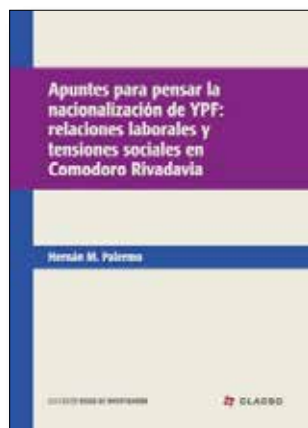 Apuntes para pensar la
nacionalización de YPF:
relaciones laborales y
tensiones sociales en
Comodoro Rivadavia
Hernán M. Palermo
CLACSO